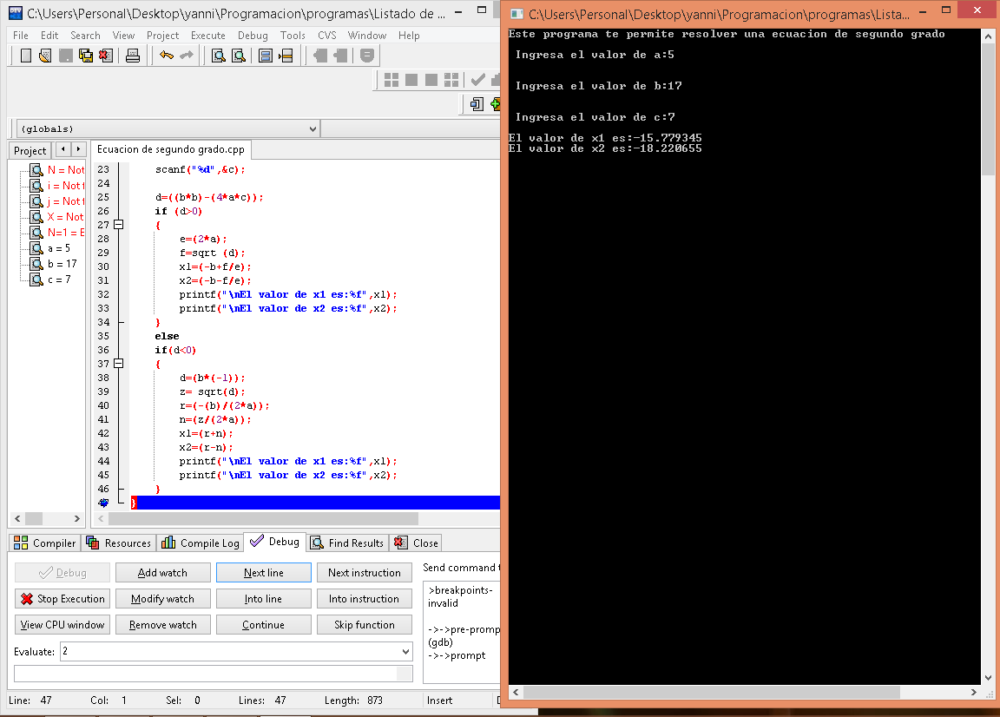 C:\Users\Personal\Desktop\yanni\Programacion\programas\Listado de ...
File Edit Search View Project Execute Debug Tools CVS Window Help
(globals)
Project
N = Not
i = Not f
j = Not f
X = Not
N=1 = E
a = 5
b = 17
c = 7
Ecuacion de segundo grado.cpp
23 scanf("%d",&c);
24
25 d=((b*b)-(4*a*c));
26 if (d>0)
27 {
28 e=(2*a);
29 f=sqrt (d);
30 x1=(-b+f/e);
31 x2=(-b-f/e);
32 printf("\nEl valor de x1 es:%f",x1);
33 printf("\nEl valor de x2 es:%f",x2);
34 }
35 else
36 if(d<0)
37 {
38 d=(b*(-1));
39 z= sqrt(d);
40 r=(-(b)/(2*a));
41 n=(z/(2*a));
42 x1=(r+n);
43 x2=(r-n);
44 printf("\nEl valor de x1 es:%f",x1);
45 printf("\nEl valor de x2 es:%f",x2);
46 }
}
Compiler Resources Compile Log Debug Find Results Close
Debug Add watch Next line Next instruction
Stop Execution Modify watch Into line Into instruction
View CPU window Remove watch Continue Skip function
Evaluate: 2
Send command t
>breakpoints-
invalid
->->pre-promp
(gdb)
->->prompt
Line: 47 Col: 1 Sel: 0 Lines: 47 Length: 873 Insert
C:\Users\Personal\Desktop\yanni\Programacion\programas\Lista...
Este programa te permite resolver una ecuacion de segundo grado
Ingresa el valor de a:5
Ingresa el valor de b:17
Ingresa el valor de c:7
El valor de x1 es:-15.779345
El valor de x2 es:-18.220655